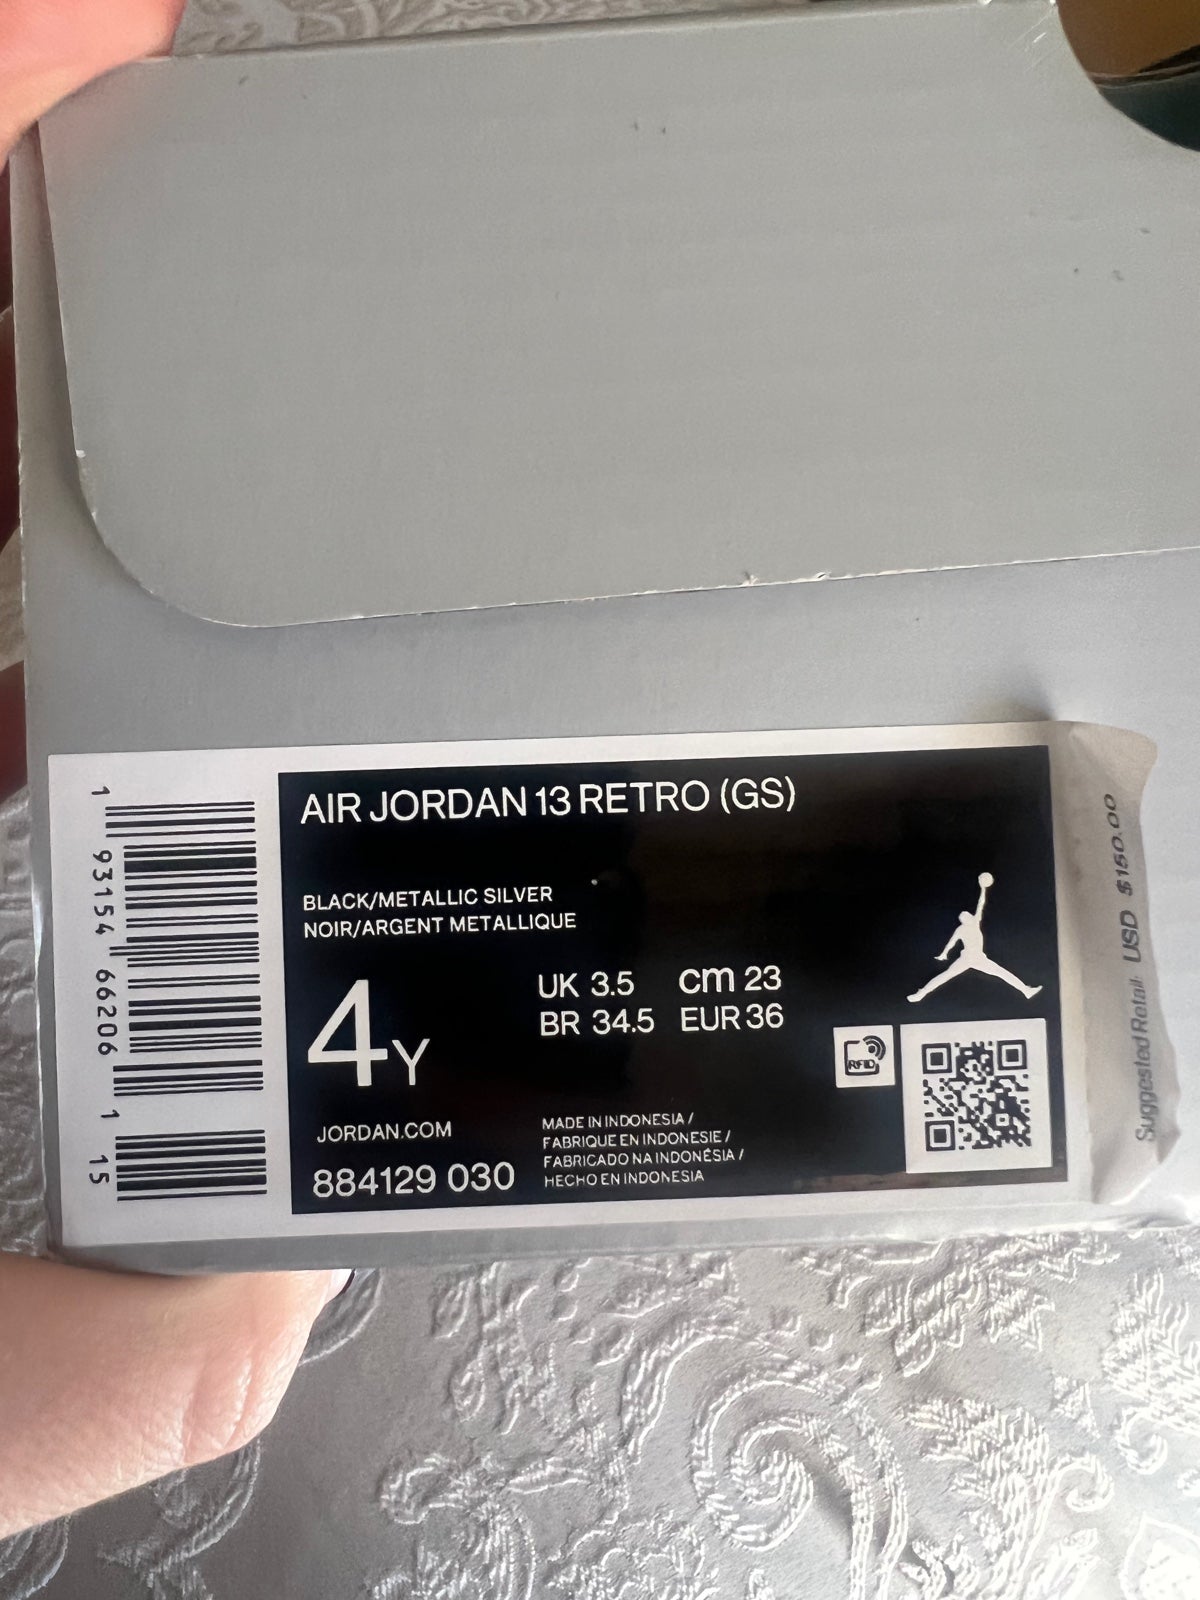 AIR JORDAN 13 RETRO (GS)
BLACK/METALLIC SILVER
NOIR/ARGENT METALLIQUE
4Y
UK 3.5 cm 23
BR 34.5 EUR 36
JORDAN.COM
884129 030
MADE IN INDONESIA /
FABRIQUE EN INDONESIE /
FABRICADO NA INDONÉSIA /
HECHO EN INDONESIA
RFID
1 93154 66206 1 15
Suggested Retail: USD $150.00